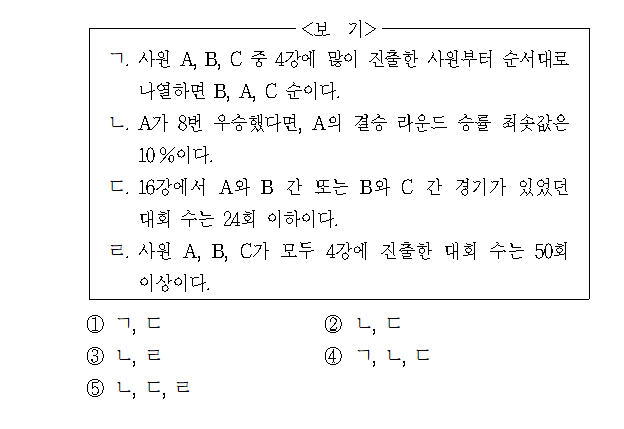 <보 기>
ㄱ. 사원 A, B, C 중 4강에 많이 진출한 사원부터 순서대로
나열하면 B, A, C 순이다.
ㄴ. A가 8번 우승했다면, A의 결승 라운드 승률 최솟값은
10 %이다.
ㄷ. 16강에서 A와 B 간 또는 B와 C 간 경기가 있었던
대회 수는 24회 이하이다.
ㄹ. 사원 A, B, C가 모두 4강에 진출한 대회 수는 50회
이상이다.
① ㄱ, ㄷ ② ㄴ, ㄷ
③ ㄴ, ㄹ ④ ㄱ, ㄴ, ㄷ
⑤ ㄴ, ㄷ, ㄹ